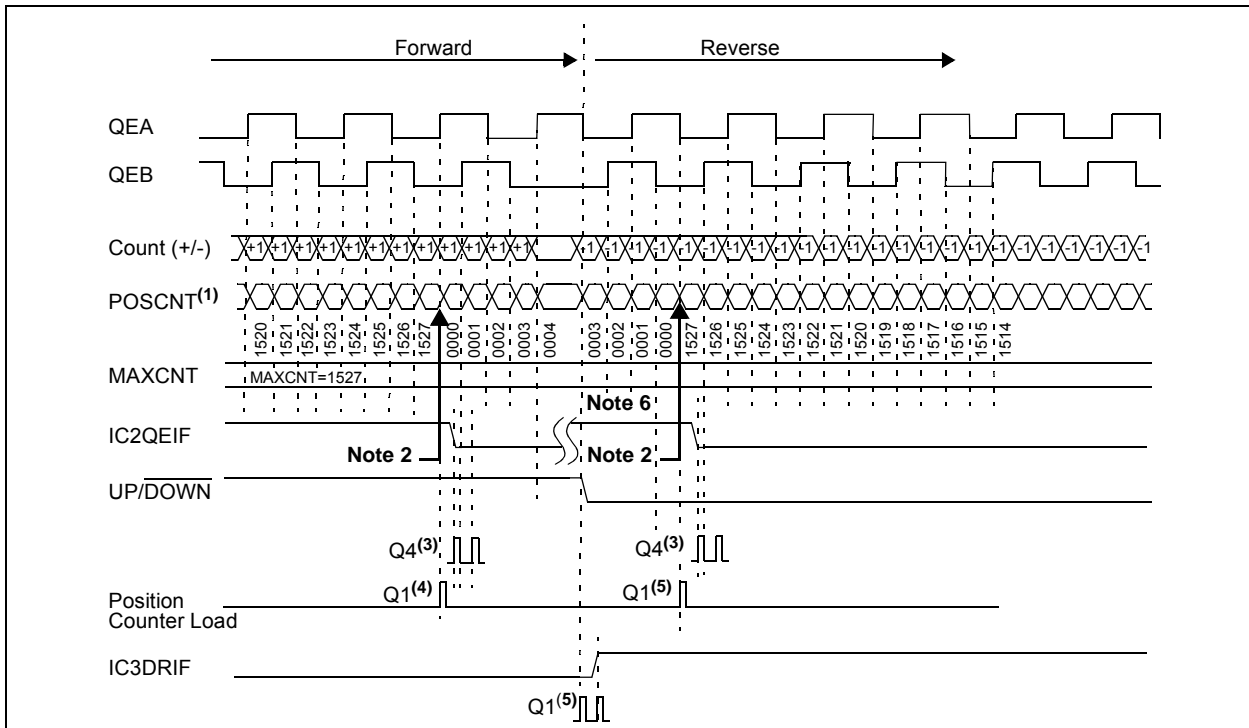 Forward Reverse
QEA
QEB
Count (+/-) +1 +1 +1 +1 +1 +1 +1 +1 +1 +1 +1 +1 -1 -1 -1 -1 -1 -1 -1 -1 -1 -1 -1 -1 -1 -1 -1 -1 -1 -1 -1 -1 -1 -1 -1 -1
POSCNT(1)
1520 1521 1522 1523 1524 1525 1526 1527 0000 0001 0002 0003 0004 0003 0002 0001 0000 1527 1526 1525 1524 1523 1522 1521 1520 1519 1518 1517 1516 1515 1514
MAXCNT MAXCNT=1527
Note 6
IC2QEIF
Note 2 Note 2
UP/DOWN
Q4(3) Q4(3)
Q1(4) Q1(5)
Position
Counter Load
IC3DRIF
Q1(5)